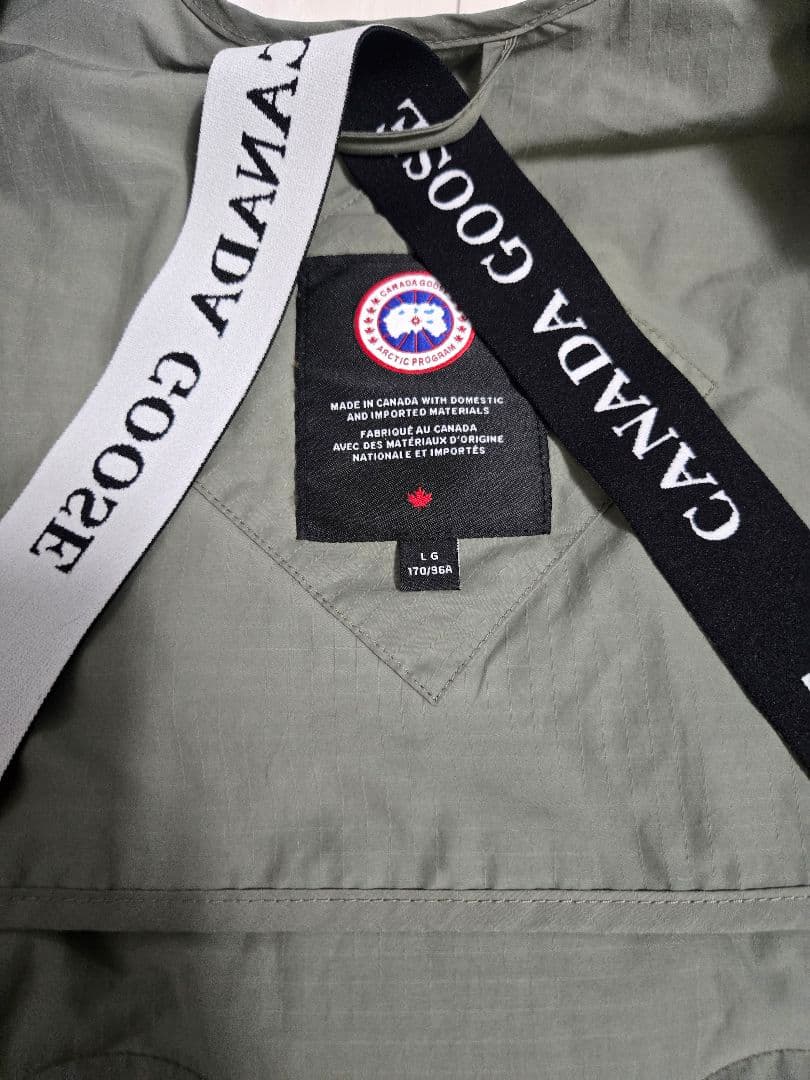 CANADA GOOSE
CANADA GOOSE
CANADA GOOSE
ARCTIC PROGRAM
MADE IN CANADA WITH DOMESTIC
AND IMPORTED MATERIALS
FABRIQUÉ AU CANADA
AVEC DES MATÉRIAUX D'ORIGINE
NATIONALE ET IMPORTÉS
LG
170/96A